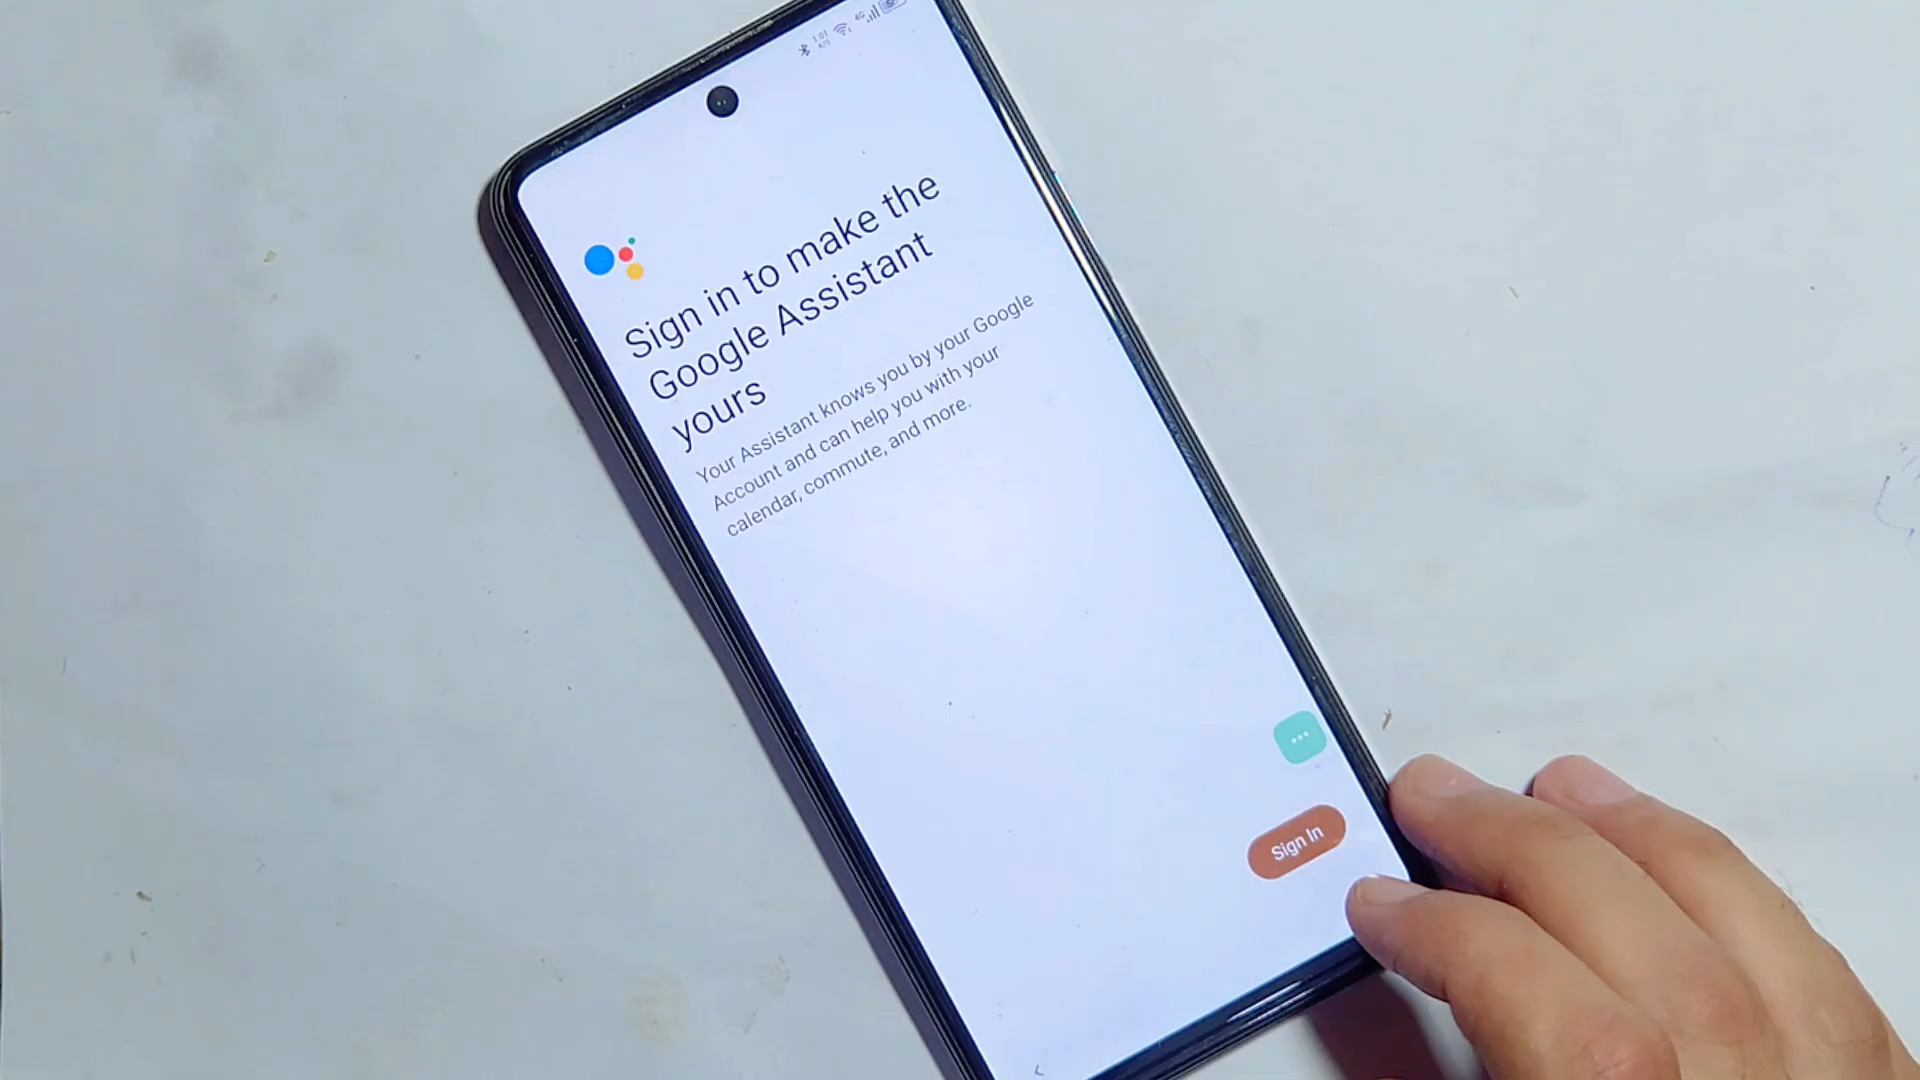 4G
Sign in to make the
Google Assistant
yours
Your Assistant knows you by your Google
Account and can help you with your
calendar, commute, and more.
Sign In